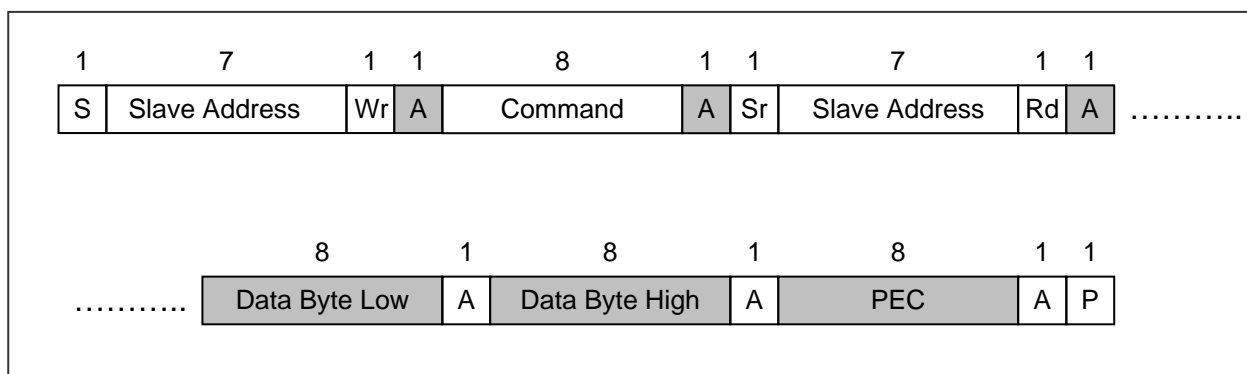 1 7 1 1 8 1 1 7 1 1
S Slave Address Wr A Command A Sr Slave Address Rd A ………..
8 1 8 1 8 1 1
……….. Data Byte Low A Data Byte High A PEC A P